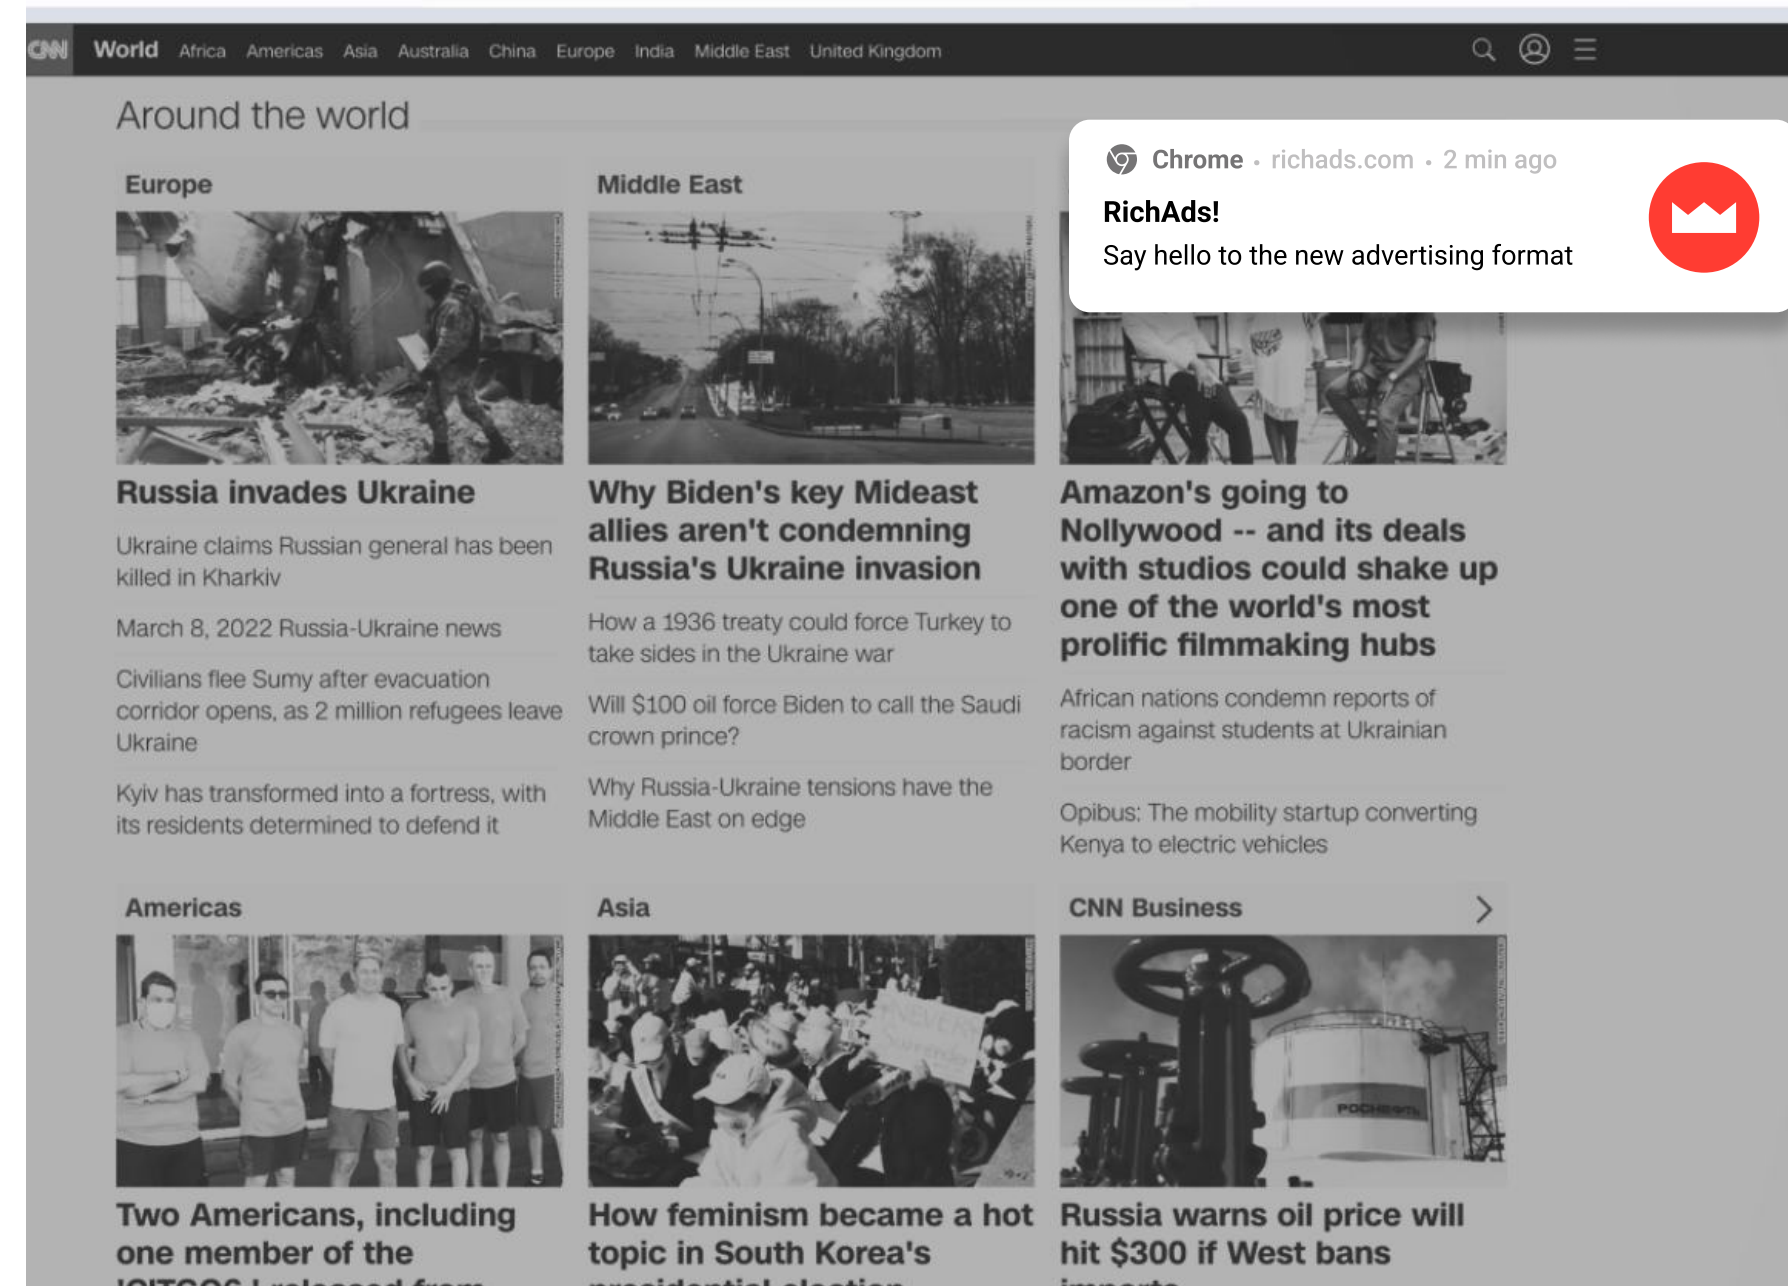 CNN World Africa Americas Asia Australia China Europe India Middle East United Kingdom
Around the world
Chrome • richads.com • 2 min ago
RichAds!
Say hello to the new advertising format
Europe
Russia invades Ukraine
Ukraine claims Russian general has been
killed in Kharkiv
March 8, 2022 Russia-Ukraine news
Civilians flee Sumy after evacuation
corridor opens, as 2 million refugees leave
Ukraine
Kyiv has transformed into a fortress, with
its residents determined to defend it
Middle East
Why Biden's key Mideast
allies aren't condemning
Russia's Ukraine invasion
How a 1936 treaty could force Turkey to
take sides in the Ukraine war
Will $100 oil force Biden to call the Saudi
crown prince?
Why Russia-Ukraine tensions have the
Middle East on edge
Amazon's going to
Nollywood -- and its deals
with studios could shake up
one of the world's most
prolific filmmaking hubs
African nations condemn reports of
racism against students at Ukrainian
border
Opibus: The mobility startup converting
Kenya to electric vehicles
Americas
Two Americans, including
one member of the
Asia
NEVER
Surrender
How feminism became a hot
topic in South Korea's
presidential election
CNN Business
РОСНЕФТЬ
Russia warns oil price will
hit $300 if West bans
imports